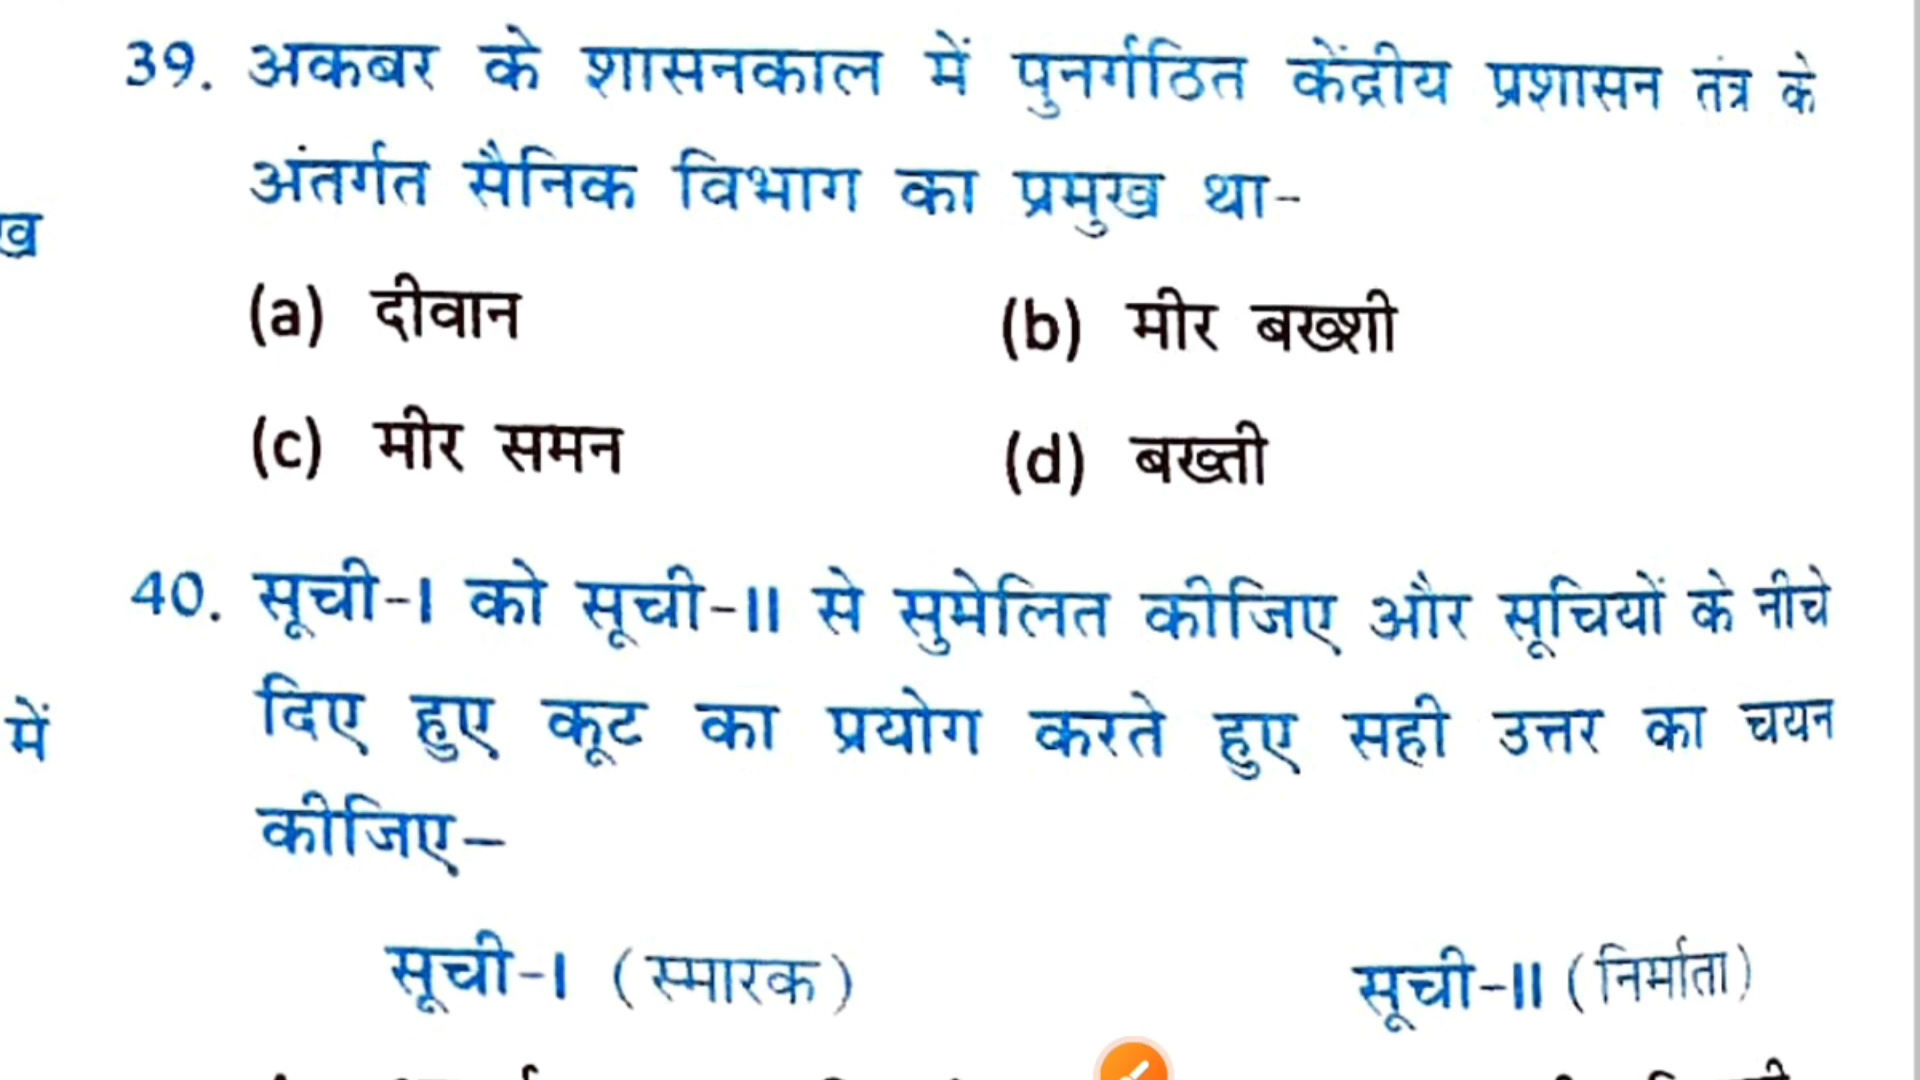 39. अकबर के शासनकाल में पुनर्गठित केंद्रीय प्रशासन तंत्र के
अंतर्गत सैनिक विभाग का प्रमुख था-
ख
(a) दीवान (b) मीर बख्शी
(c) मीर समन (d) बख्ती
40. सूची-I को सूची-II से सुमेलित कीजिए और सूचियों के नीचे
में
दिए हुए कूट का प्रयोग करते हुए सही उत्तर का चयन
कीजिए-
सूची-I (स्मारक) सूची-II (निर्माता)